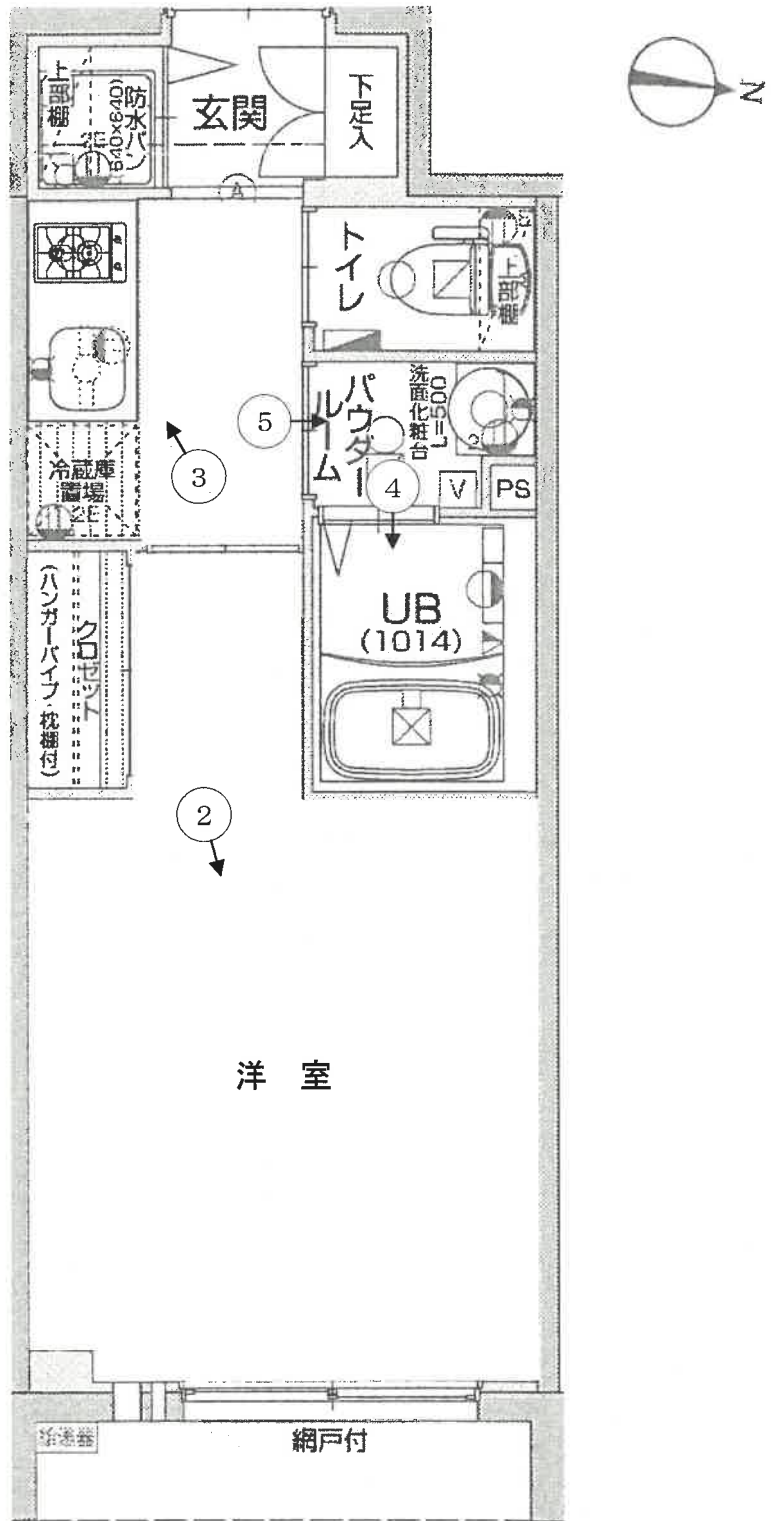 N
上部棚
防水パン
(640×640)
玄関
下足入
トイレ
上部棚
洗面化粧台
L=500
パウダー
ルーム
5
3
4
V
PS
冷蔵庫
置場
UB
(1014)
クロゼット
(ハンガーパイプ・枕棚付)
2
洋室
網戸付